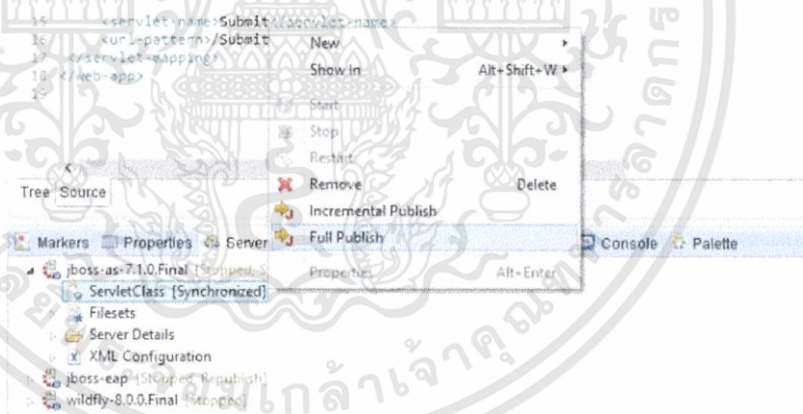 15 <servlet-name>Submit</servlet-name>
16 <url-pattern>/Submit
17 </servlet-mapping>
18 </web-app>
19
New
Show In Alt+Shift+W
Start
Stop
Restart
Remove Delete
Incremental Publish
Full Publish
Properties Alt+Enter
Tree Source
Markers Properties Server Console Palette
jboss-as-7.1.0.Final [Stopped, S
ServletClass [Synchronized]
Filesets
Server Details
XML Configuration
jboss-eap [Stopped, Republish]
wildfly-8.0.0.Final [Stopped]